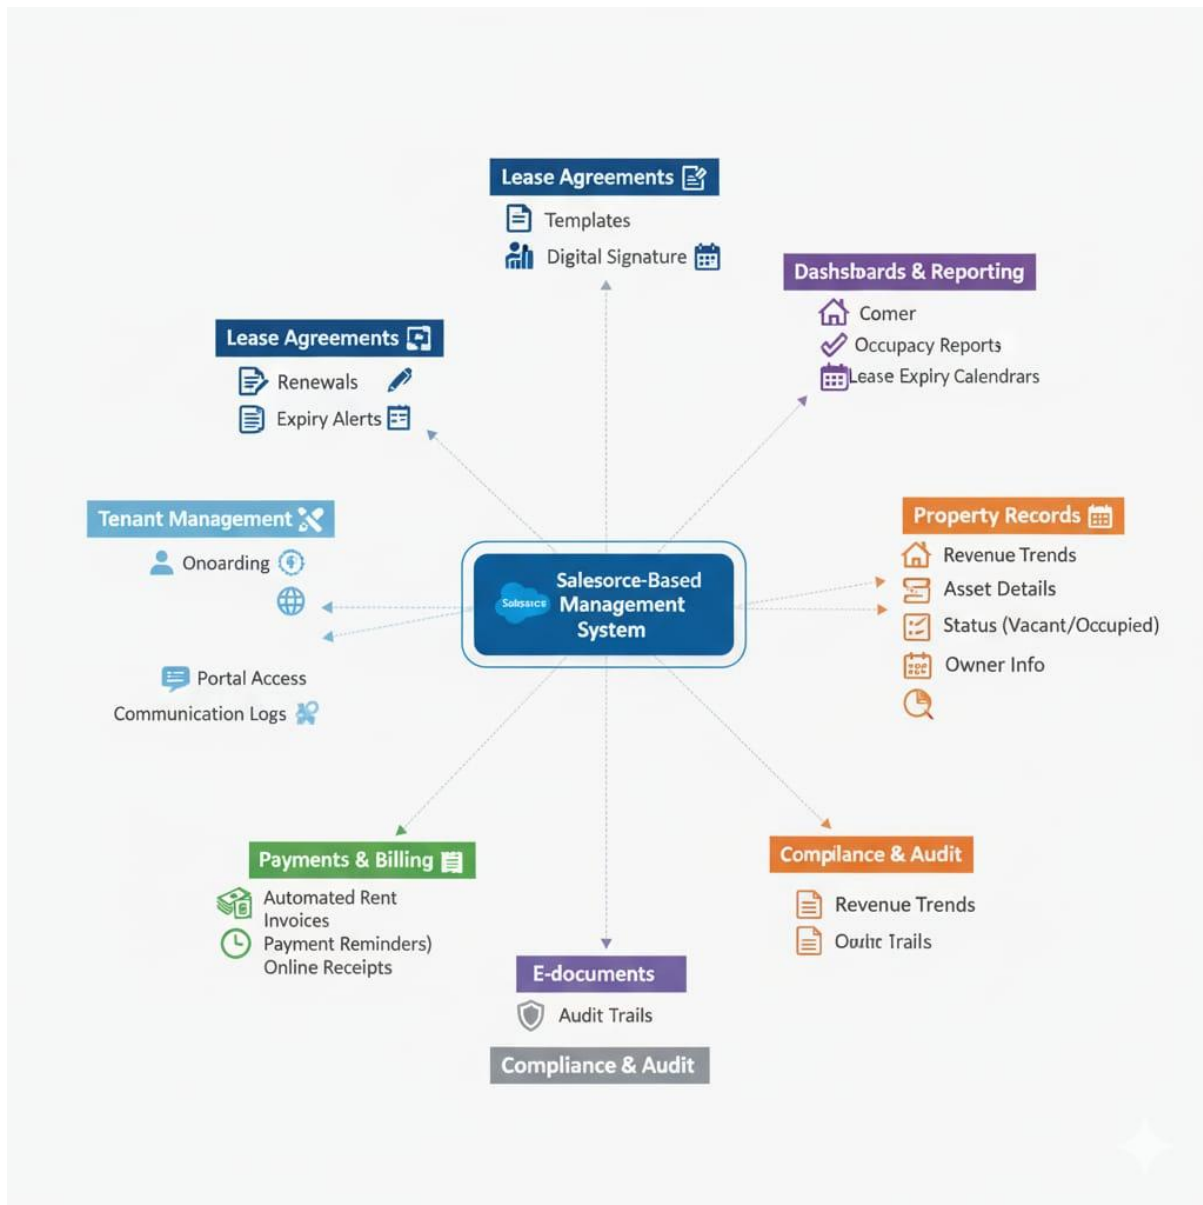 Lease Agreements
Templates
Digital Signature
Dashsbards & Reporting
Comer
Occupancy Reports
Lease Expiry Calendrars
Lease Agreements
Renewals
Expiry Alerts
Tenant Management
Onoarding
Portal Access
Communication Logs
Salesorce-Based
Management
System
Property Records
Revenue Trends
Asset Details
Status (Vacant/Occupied)
Owner Info
Payments & Billing
Automated Rent
Invoices
Payment Reminders)
Online Receipts
E-documents
Audit Trails
Compliance & Audit
Compilance & Audit
Revenue Trends
Trails